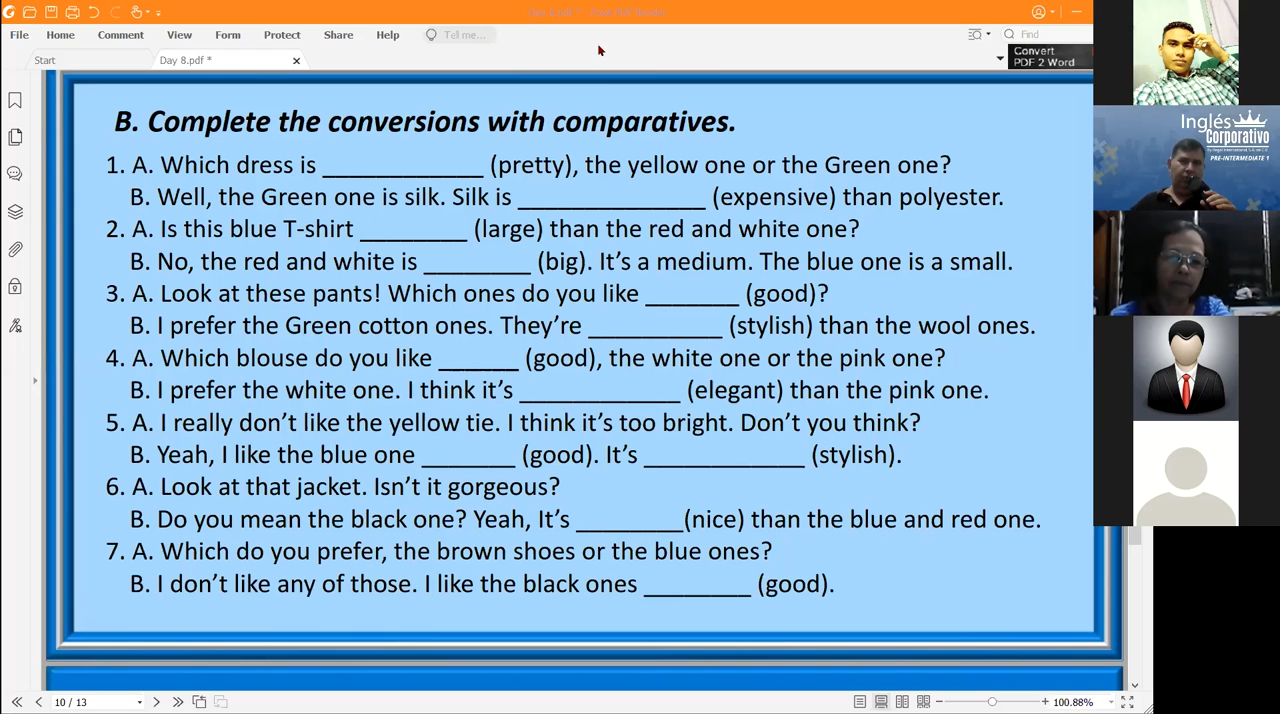 File Home Comment View Form Protect Share Help Tell me... Find
Start Day 8.pdf *
Convert
PDF 2 Word
B. Complete the conversions with comparatives.
1. A. Which dress is _______________ (pretty), the yellow one or the Green one?
B. Well, the Green one is silk. Silk is _________________ (expensive) than polyester.
2. A. Is this blue T-shirt _________ (large) than the red and white one?
B. No, the red and white is _________ (big). It's a medium. The blue one is a small.
3. A. Look at these pants! Which ones do you like _______ (good)?
B. I prefer the Green cotton ones. They're ___________ (stylish) than the wool ones.
4. A. Which blouse do you like ______ (good), the white one or the pink one?
B. I prefer the white one. I think it's _____________ (elegant) than the pink one.
5. A. I really don't like the yellow tie. I think it's too bright. Don't you think?
B. Yeah, I like the blue one _______ (good). It's _____________ (stylish).
6. A. Look at that jacket. Isn't it gorgeous?
B. Do you mean the black one? Yeah, It's _________(nice) than the blue and red one.
7. A. Which do you prefer, the brown shoes or the blue ones?
B. I don't like any of those. I like the black ones _________ (good).
10 / 13
100.88%
Inglés
Corporativo
PRE-INTERMEDIATE 1